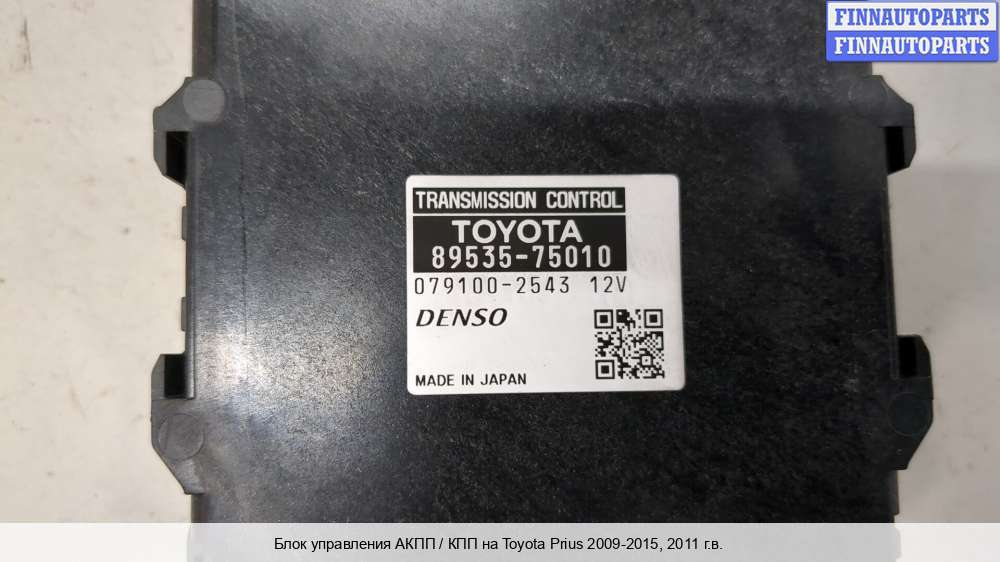 FINNAUTOPARTS
FINNAUTOPARTS
TRANSMISSION CONTROL
TOYOTA
89535-75010
079100-2543 12V
DENSO
MADE IN JAPAN
Блок управления АКПП / КПП на Toyota Prius 2009-2015, 2011 г.в.